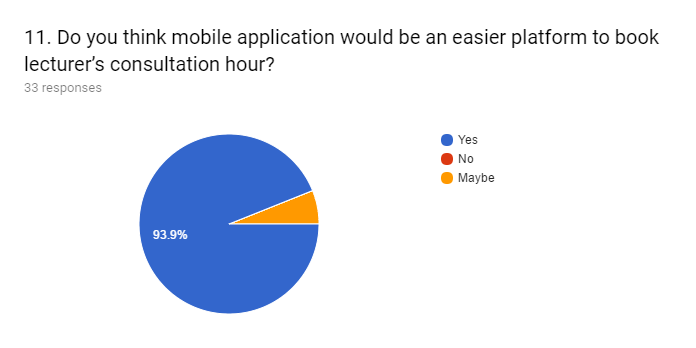 11. Do you think mobile application would be an easier platform to book
lecturer’s consultation hour?
33 responses
Yes
No
Maybe
93.9%